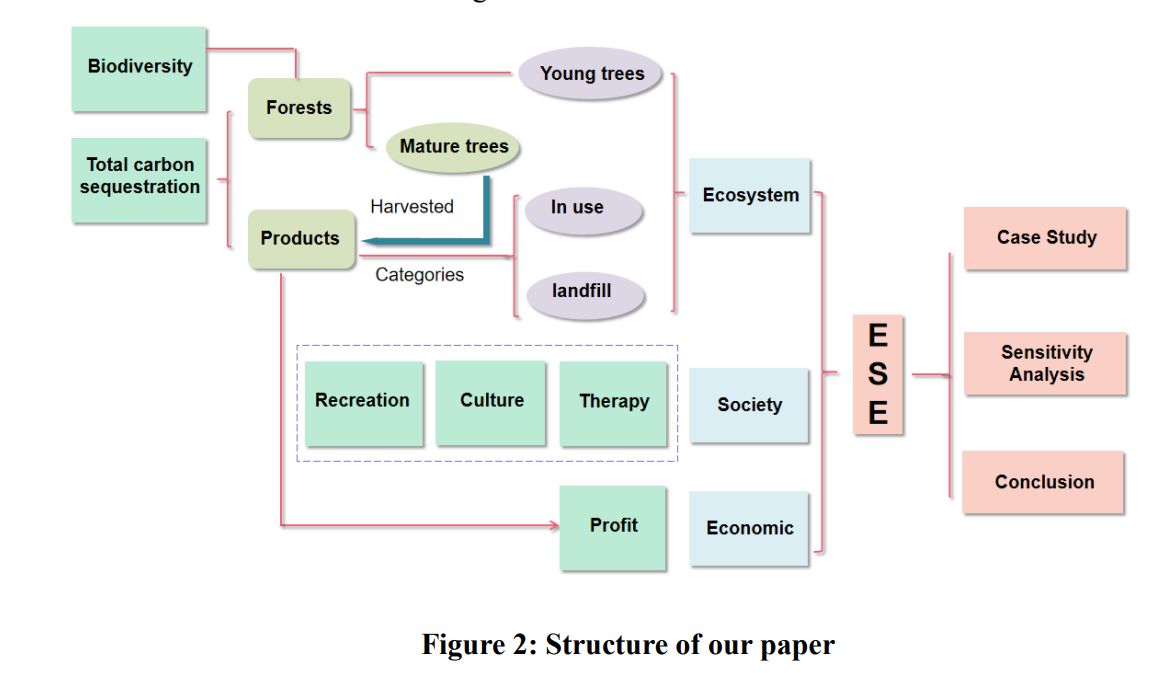 Biodiversity
Young trees
Forests
Mature trees
Total carbon
sequestration
Ecosystem
Harvested
In use
Products
Categories
landfill
Case Study
E
S
E
Sensitivity
Analysis
Recreation
Culture
Therapy
Society
Conclusion
Profit
Economic
Figure 2: Structure of our paper